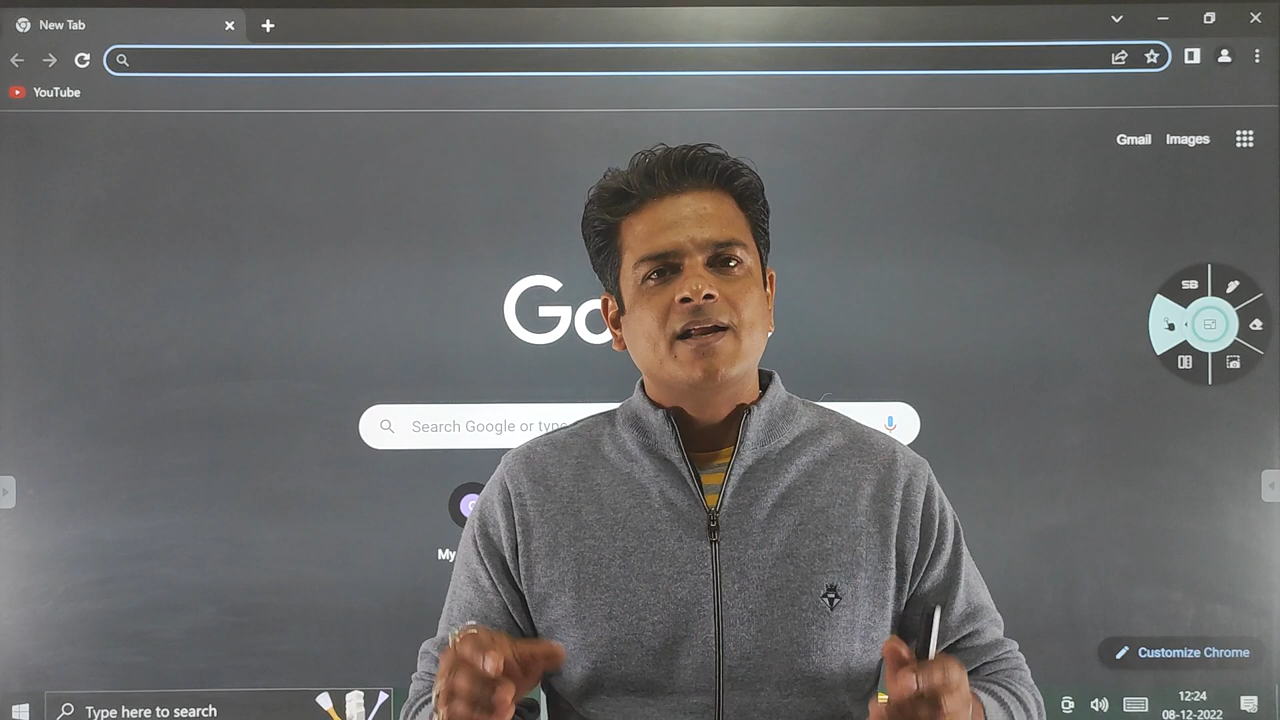 New Tab
YouTube
Gmail Images
SB
Go
Search Google or type
My
Customize Chrome
Type here to search
12:24
08-12-2022